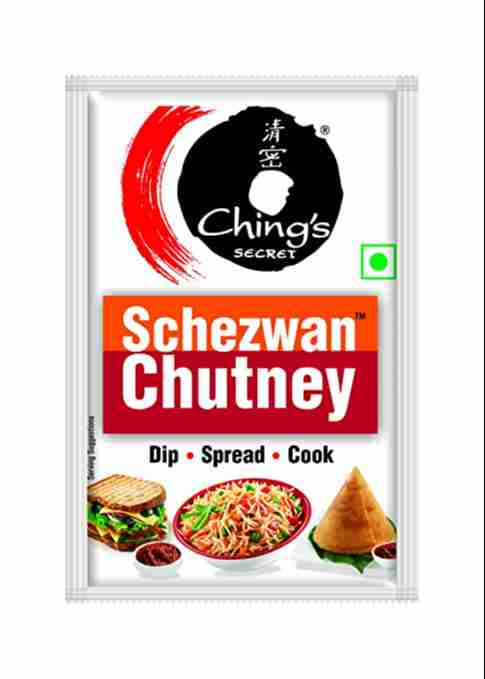 清
密
®
Ching's
SECRET
Schezwan™
Chutney
Dip • Spread • Cook
Serving Suggestions